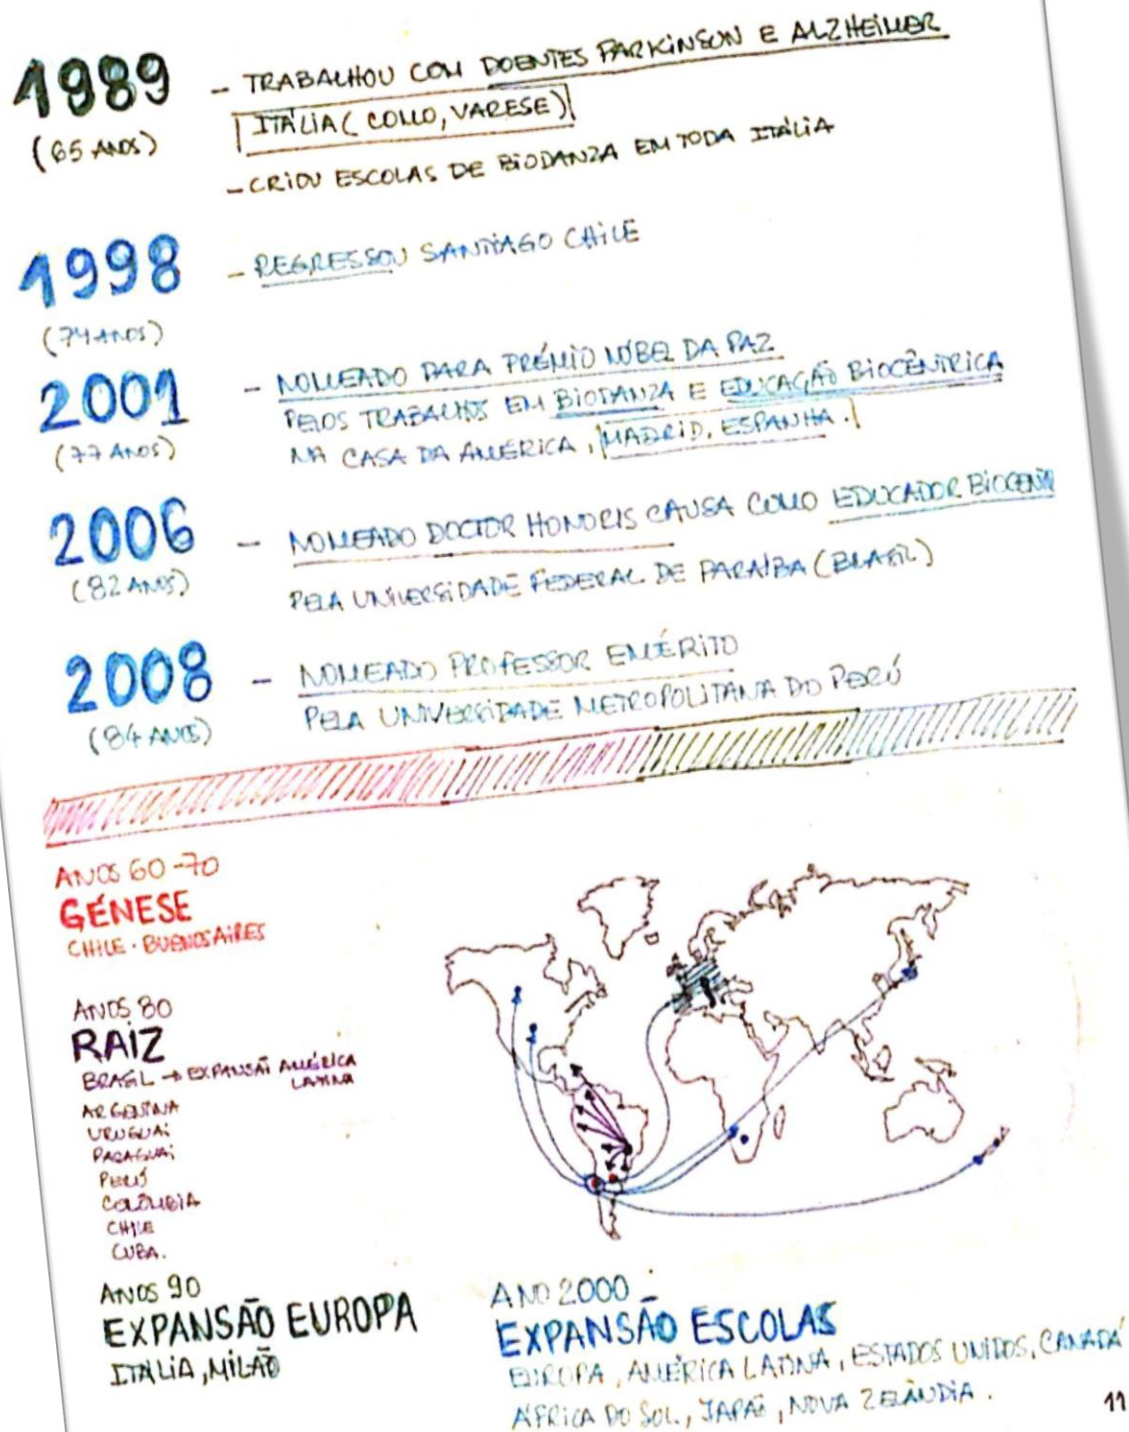 1989
(65 ANOS)
- TRABALHOU COM DOENTES PARKINSON E ALZHEIMER
ITÁLIA (COMO, VARESE)
- CRIOU ESCOLAS DE BIODANZA EM TODA ITÁLIA
1998
(74 ANOS)
- REGRESSOU SANTIAGO CHILE
2001
(77 ANOS)
- NOMEADO PARA PRÉMIO NÓBEL DA PAZ
PELOS TRABALHOS EM BIODANZA E EDUCAÇÃO BIOCÊNTRICA
NA CASA DA AMÉRICA, MADRID, ESPANHA.
2006
(82 ANOS)
- NOMEADO DOCTOR HONORIS CAUSA COMO EDUCADOR
PELA UNIVERSIDADE FEDERAL DE PARAÍBA (BRASIL)
2008
(84 ANOS)
- NOMEADO PROFESSOR EMÉRITO
PELA UNIVERSIDADE METROPOLITANA DO PERÚ
ANOS 60-70
GÉNESE
CHILE · BUENOS AIRES
ANOS 80
RAIZ
BRASIL → EXPANSÃ AMÉRICA
LATINA
ARGENTINA
URUGUAI
PARAGUAI
PERÚ
COLÔMBIA
CHILE
CUBA.
ANOS 90
EXPANSÃO EUROPA
ITÁLIA, MILÃO
ANO 2000
EXPANSÃO ESCOLAS
EUROPA, AMÉRICA LATINA, ESTADOS UNIDOS, CANADÁ
ÁFRICA DO SOL, JAPÃO, NOVA ZELÂNDIA.
11